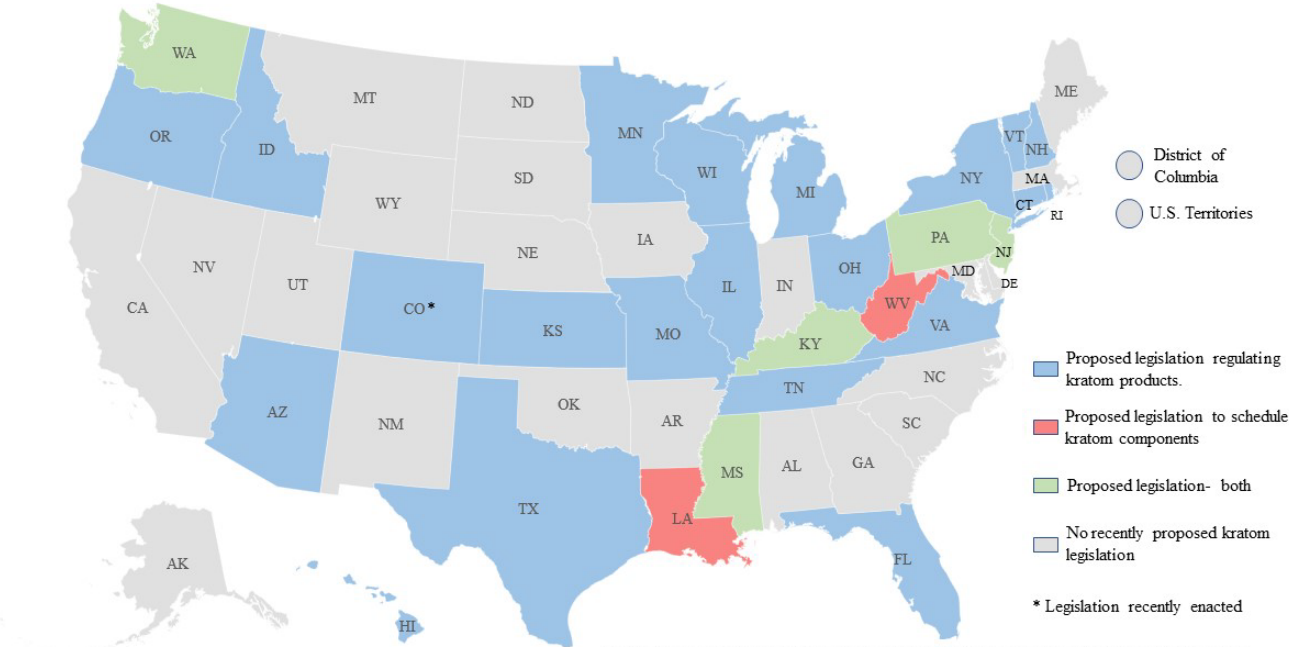 WA
MT
ND
ME
OR
ID
MN
VT
NH
WI
SD
MI
NY
MA
WY
CT
RI
IA
PA
NE
NJ
NV
UT
OH
MD
IL
IN
DE
CA
CO*
WV
KS
MO
VA
KY
TN
NC
AZ
OK
NM
AR
SC
MS
AL
GA
TX
LA
FL
AK
HI
District of
Columbia
U.S. Territories
Proposed legislation regulating
kratom products.
Proposed legislation to schedule
kratom components
Proposed legislation- both
No recently proposed kratom
legislation
* Legislation recently enacted